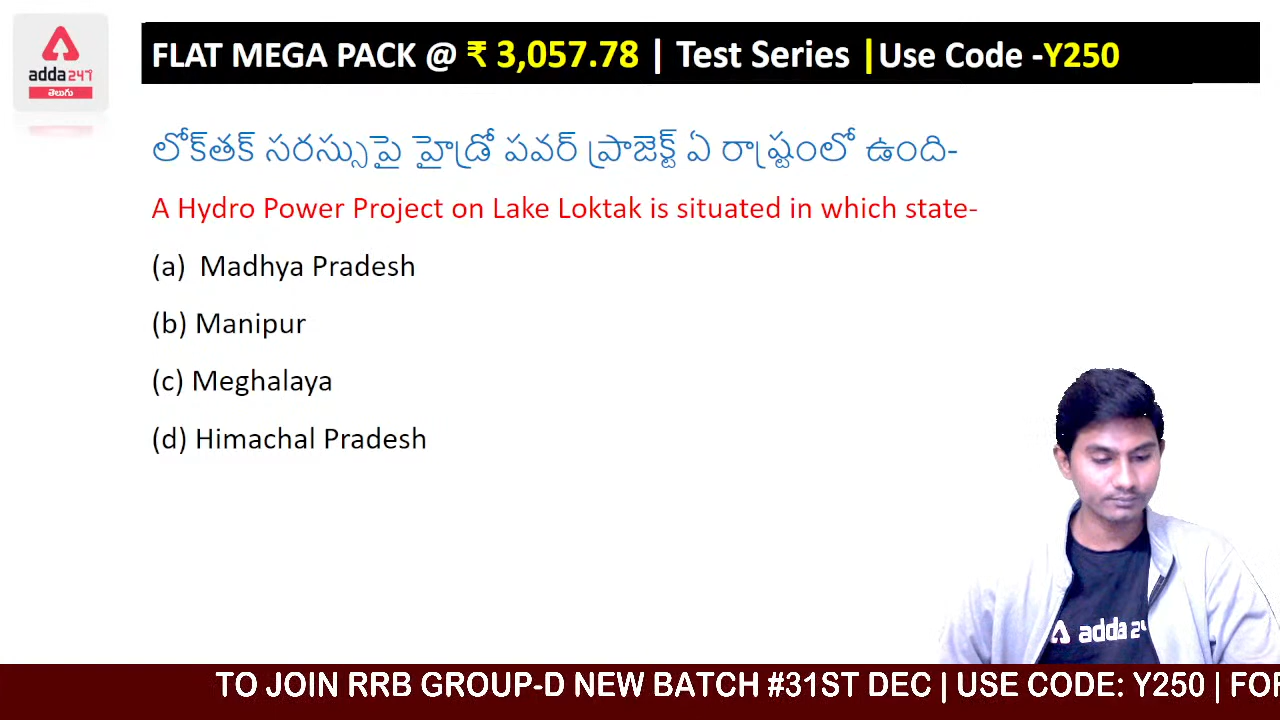 adda247
తెలుగు
FLAT MEGA PACK @ ₹ 3,057.78 | Test Series |Use Code -Y250
లోక్‌తక్ సరస్సుపై హైడ్రో పవర్ ప్రాజెక్ట్ ఏ రాష్ట్రంలో ఉంది-
A Hydro Power Project on Lake Loktak is situated in which state-
(a) Madhya Pradesh
(b) Manipur
(c) Meghalaya
(d) Himachal Pradesh
adda 24
TO JOIN RRB GROUP-D NEW BATCH #31ST DEC | USE CODE: Y250 | FOR